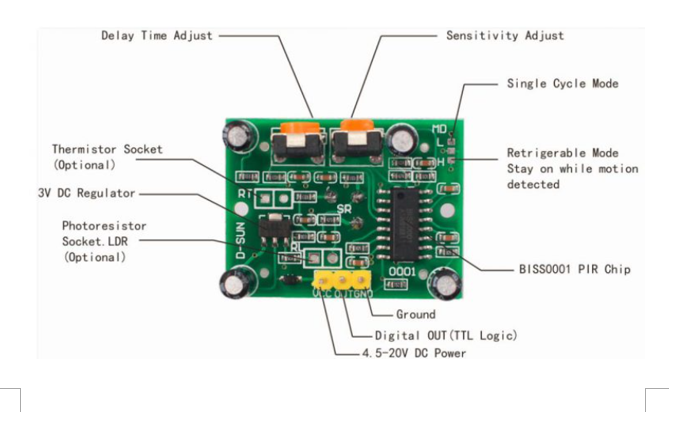 Delay Time Adjust
Sensitivity Adjust
Single Cycle Mode
MD
L
H
Thermistor Socket
(Optional)
Retrigerable Mode
Stay on while motion
detected
3V DC Regulator
RT
SR
Photoresistor
Socket.LDR
(Optional)
D-SUN
BISS0001 PIR Chip
0001
VCC OUT GND
Ground
Digital OUT(TTL Logic)
4.5-20V DC Power